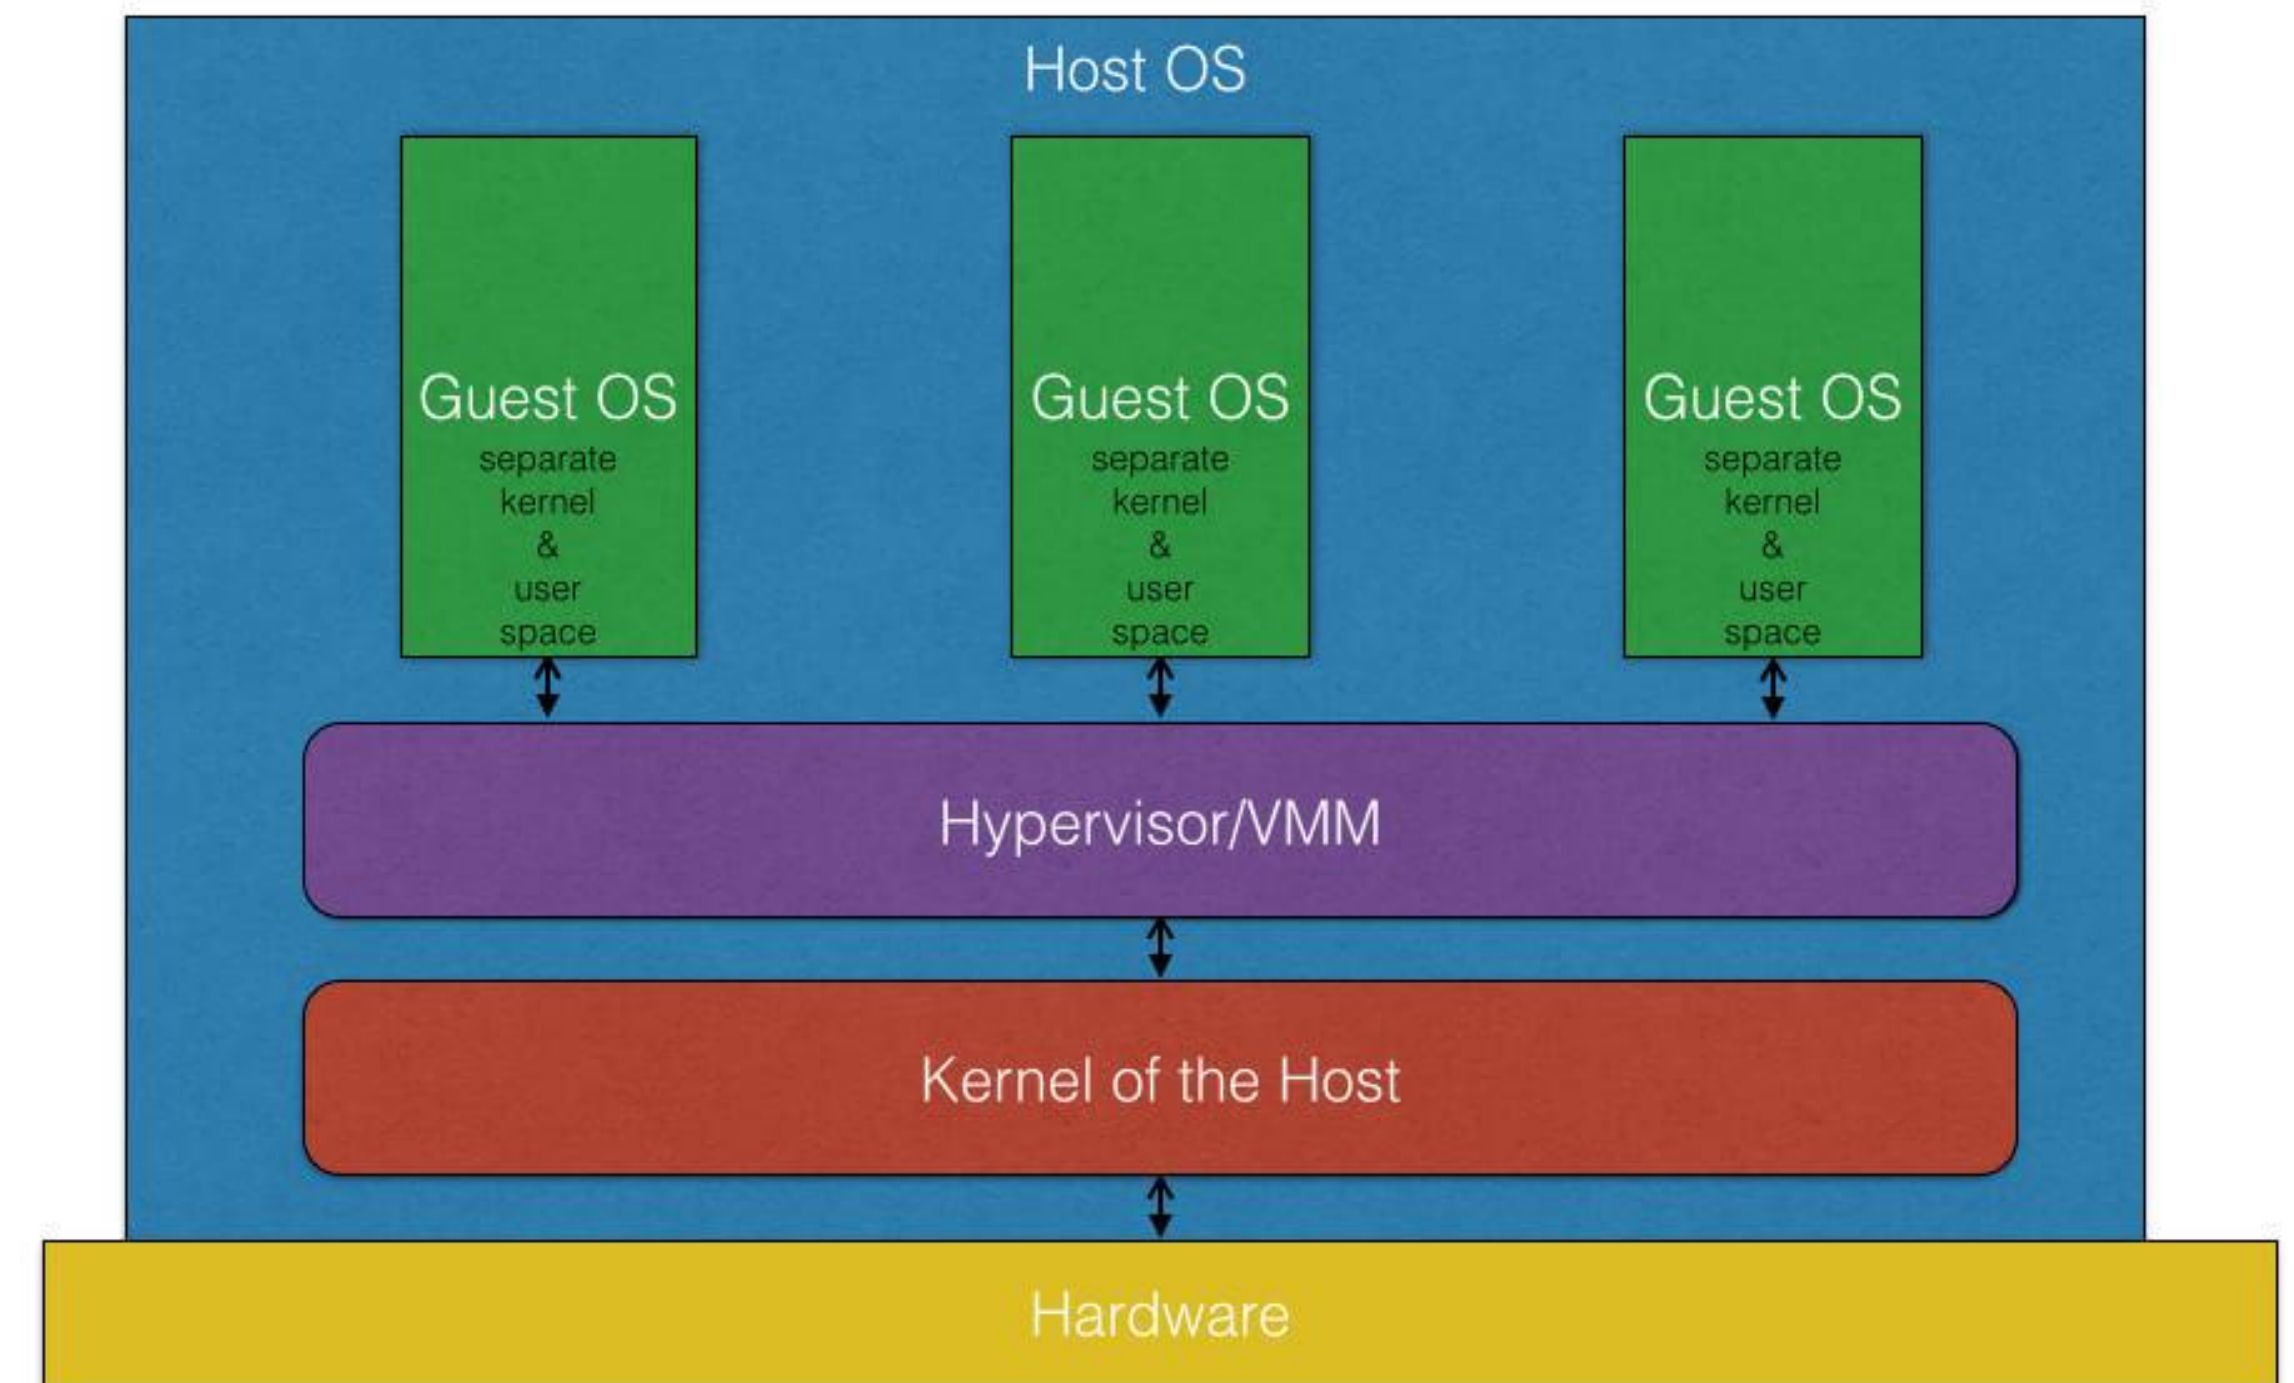 Host OS
Guest OS
separate
kernel
&
user
space
Guest OS
separate
kernel
&
user
space
Guest OS
separate
kernel
&
user
space
Hypervisor/VMM
Kernel of the Host
Hardware